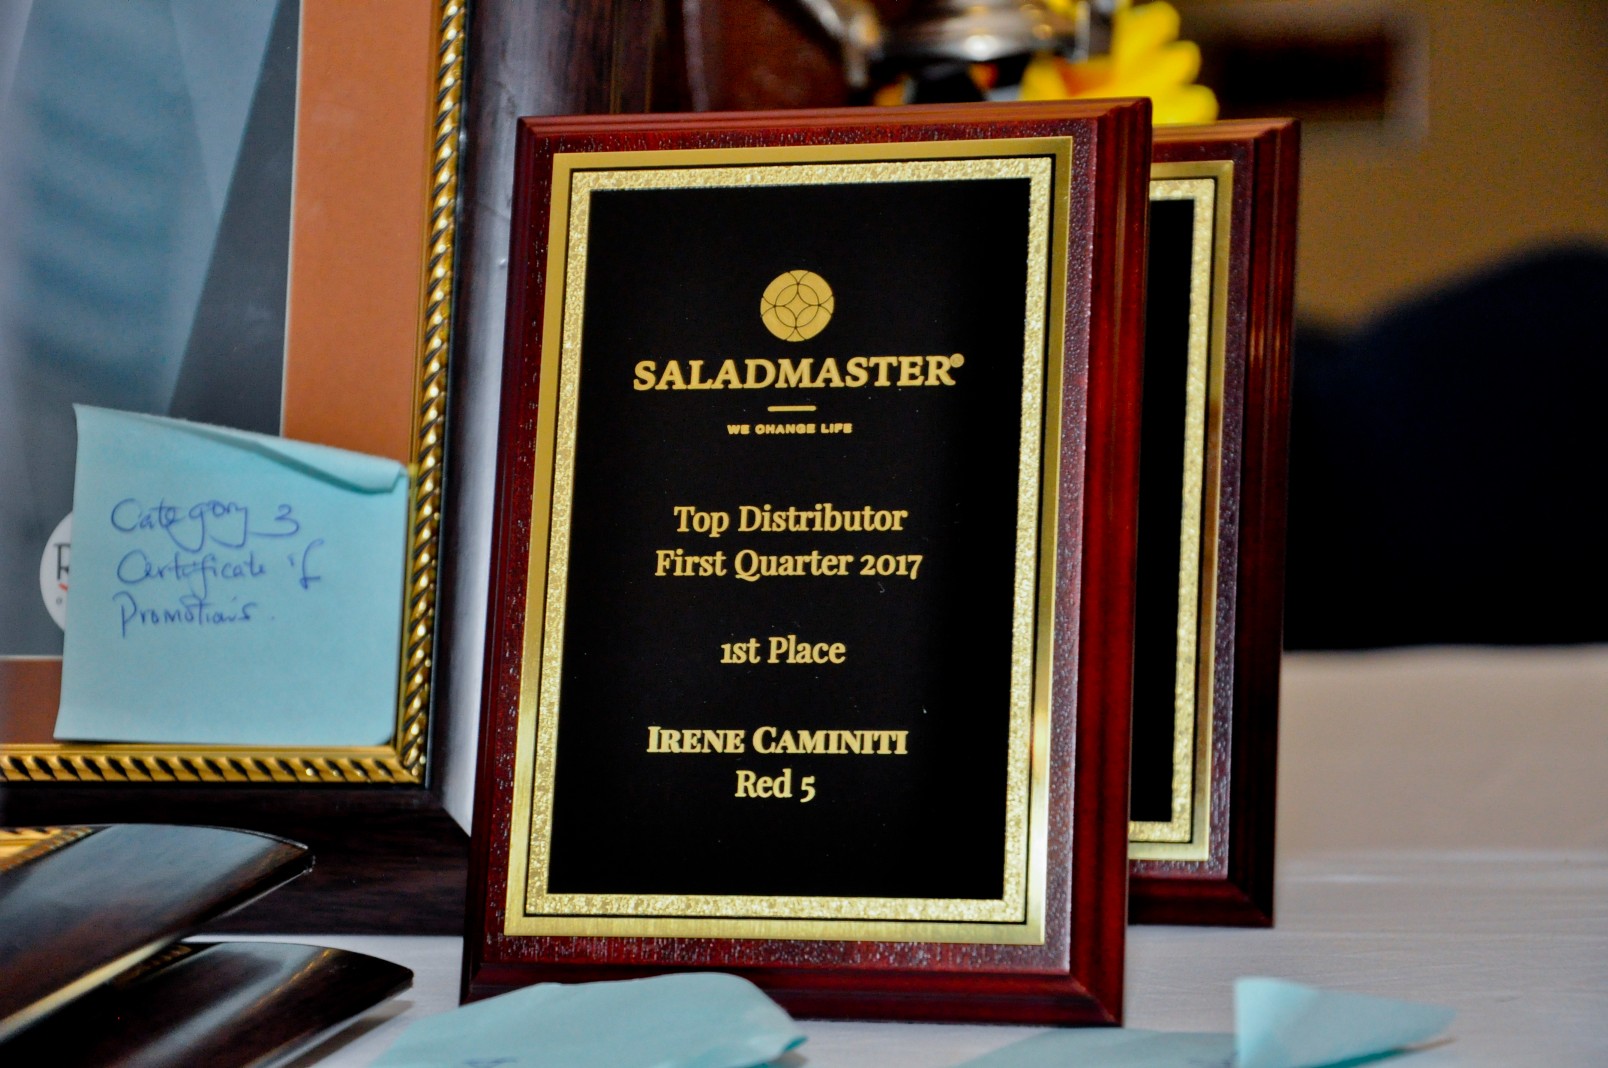 Category 3
Certificate of
Promotions.
SALADMASTER®
WE CHANGE LIFE
Top Distributor
First Quarter 2017
1st Place
IRENE CAMINITI
Red 5